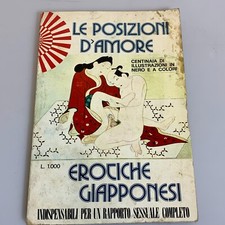 LE POSIZIONI
D'AMORE
CENTINAIA DI
ILLUSTRAZIONI IN
NERO E A COLORI
L. 1000
EROTICHE
GIAPPONESI
INDISPENSABILI PER UN RAPPORTO SESSUALE COMPLETO